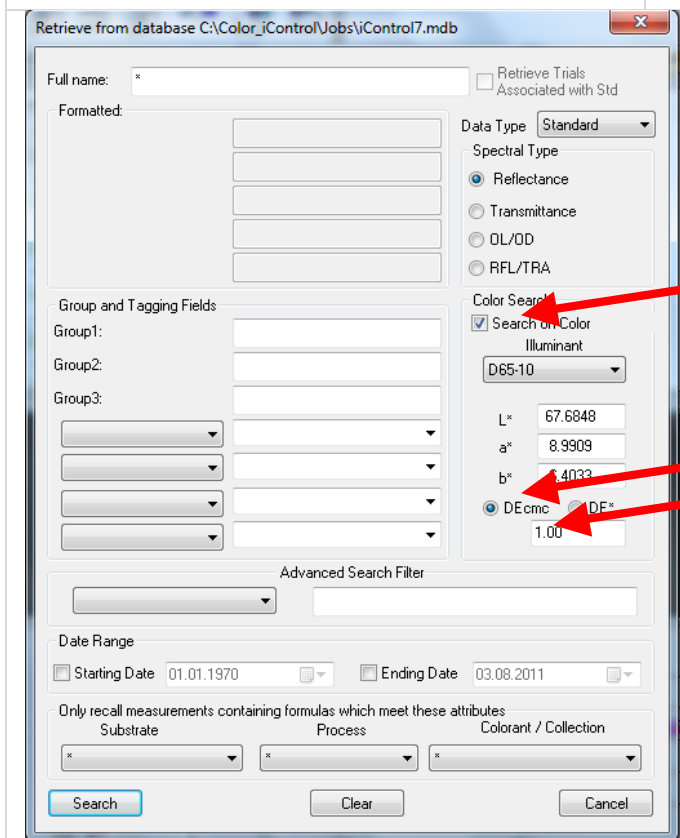 Retrieve from database C:\Color_iControl\Jobs\iControl7.mdb
Full name: *
Retrieve Trials
Associated with Std
Formatted:
Data Type Standard
Spectral Type
Reflectance
Transmittance
OL/OD
RFL/TRA
Group and Tagging Fields
Group1:
Group2:
Group3:
Color Search
Search on Color
Illuminant
D65-10
L* 67.6848
a* 8.9909
b*
DEcmc DE*
1.00
Advanced Search Filter
Date Range
Starting Date 01.01.1970
Ending Date 03.08.2011
Only recall measurements containing formulas which meet these attributes
Substrate Process Colorant / Collection
* * *
Search Clear Cancel